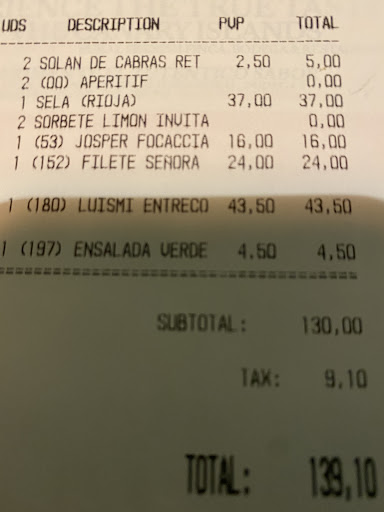 UDS DESCRIPTION PVP TOTAL
2 SOLAN DE CABRAS RET 2,50 5,00
2 (00) APERITIF 0,00
1 SELA (RIOJA) 37,00 37,00
2 SORBETE LIMON INVITA 0,00
1 (53) JOSPER FOCACCIA 16,00 16,00
1 (152) FILETE SEÑORA 24,00 24,00
1 (180) LUISMI ENTRECO 43,50 43,50
1 (197) ENSALADA VERDE 4,50 4,50
SUBTOTAL: 130,00
TAX: 9,10
TOTAL: 139,10